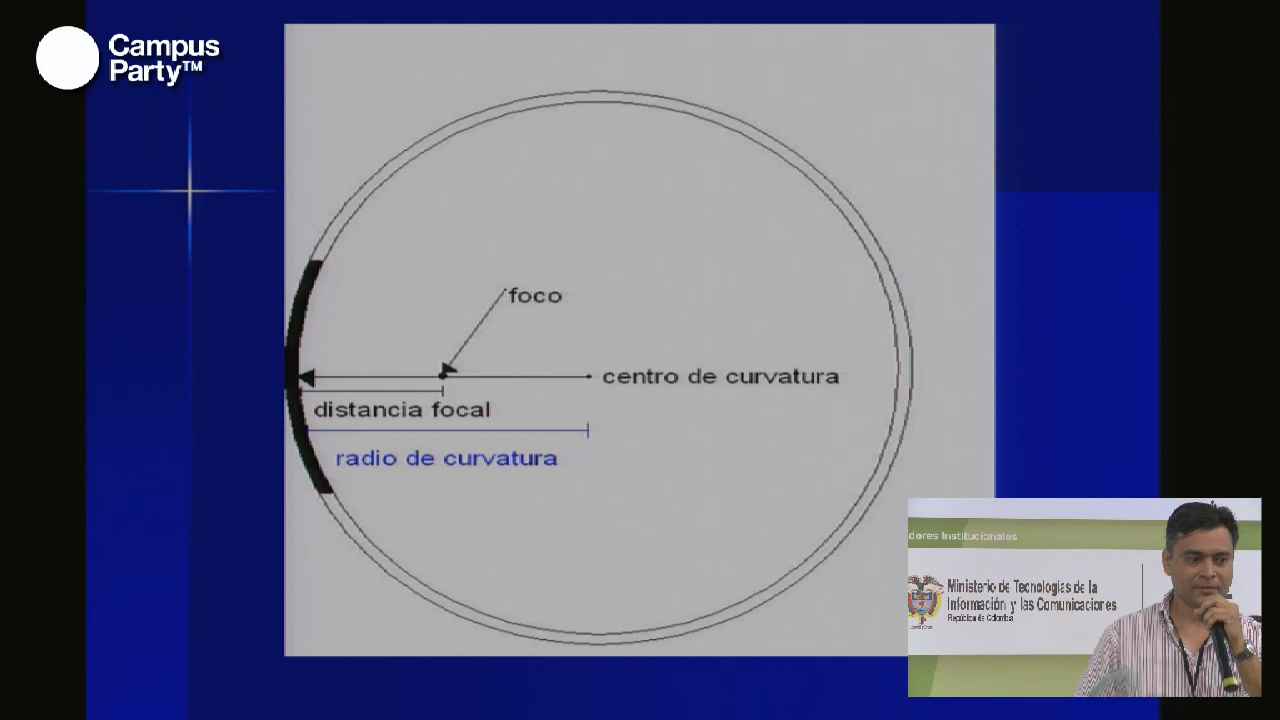 Campus
Party™
foco
centro de curvatura
distancia focal
radio de curvatura
dores Institucionales
Ministerio de Tecnologías de la
Información y las Comunicaciones
República de Colombia